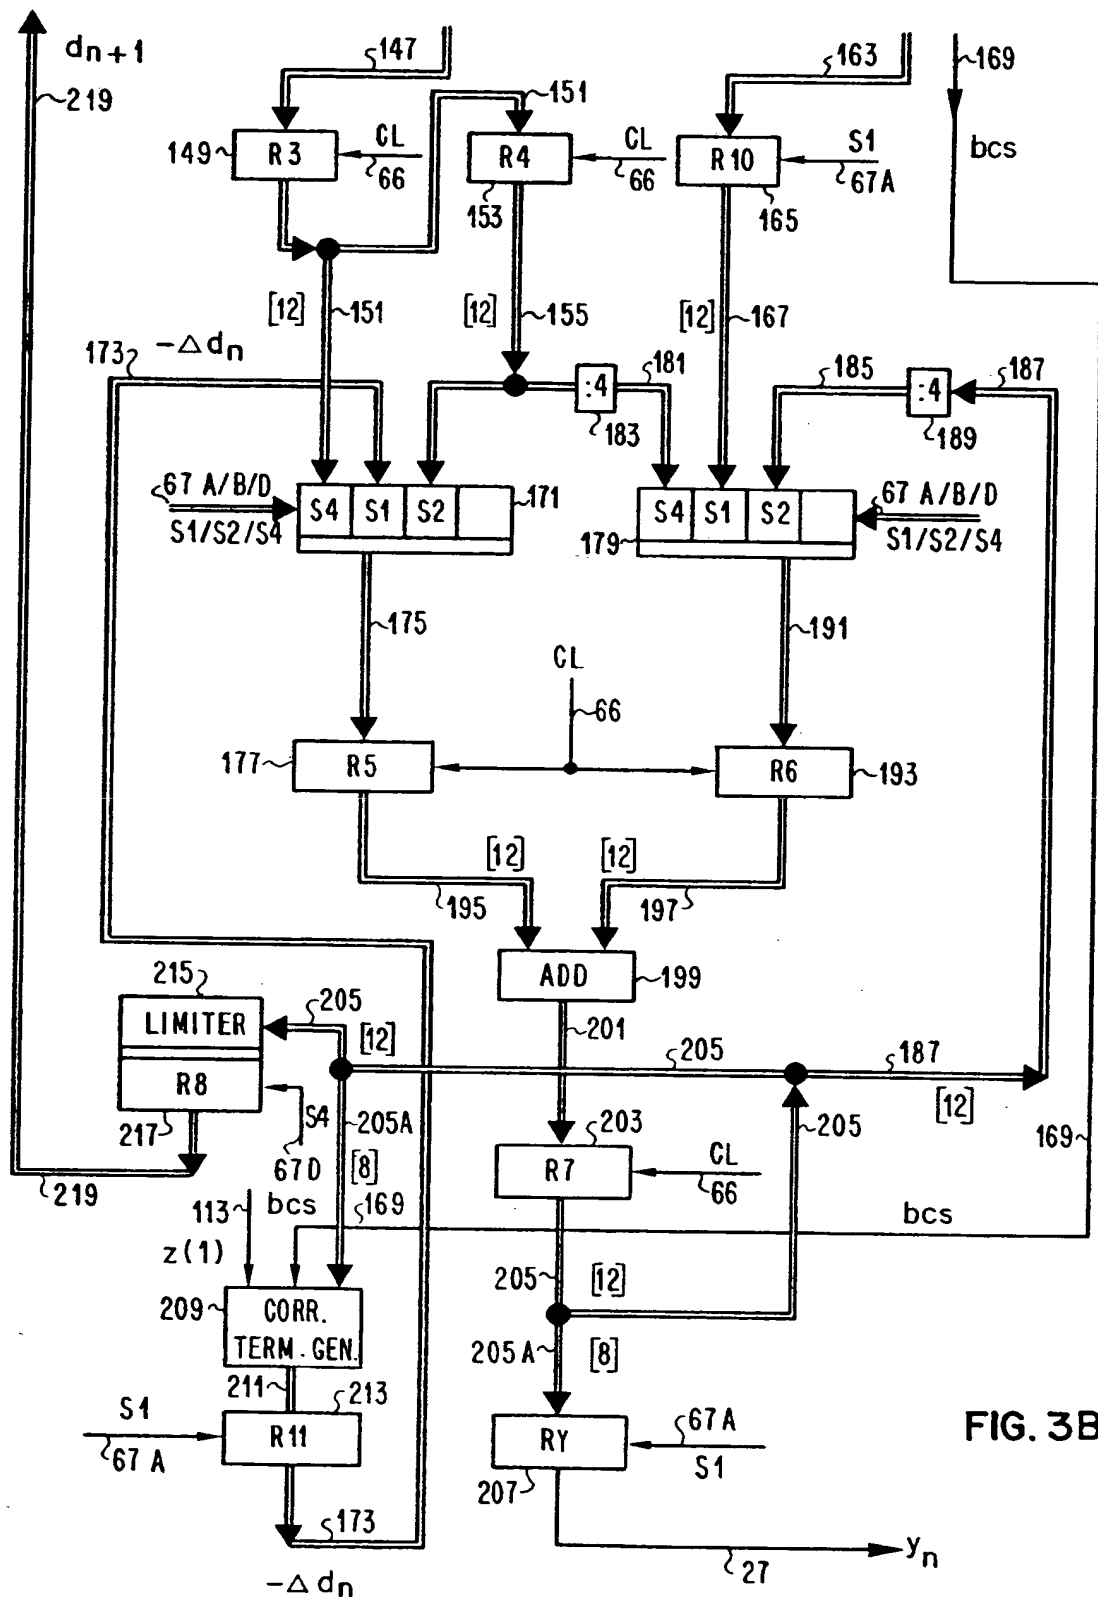 dn+1
147
163
169
219
151
CL
CL
S1
bcs
149
R3
66
R4
66
R10
67A
153
165
[12]
151
[12]
155
[12]
167
173
-Δdn
181
185
187
:4
:4
183
189
67 A/B/D
S1/S2/S4
S4
S1
S2
171
S4
S1
S2
179
67 A/B/D
S1/S2/S4
175
191
CL
66
177
R5
R6
193
[12]
[12]
195
197
ADD
199
215
205
LIMITER
[12]
201
205
187
[12]
R8
217
S4
67D
205A
[8]
203
R7
CL
66
205
169
219
113
bcs
169
bcs
z(1)
205
[12]
209
CORR.
TERM.GEN.
205A
[8]
211
213
S1
67A
R11
RY
67A
S1
207
FIG. 3B
173
-Δdn
27
yn